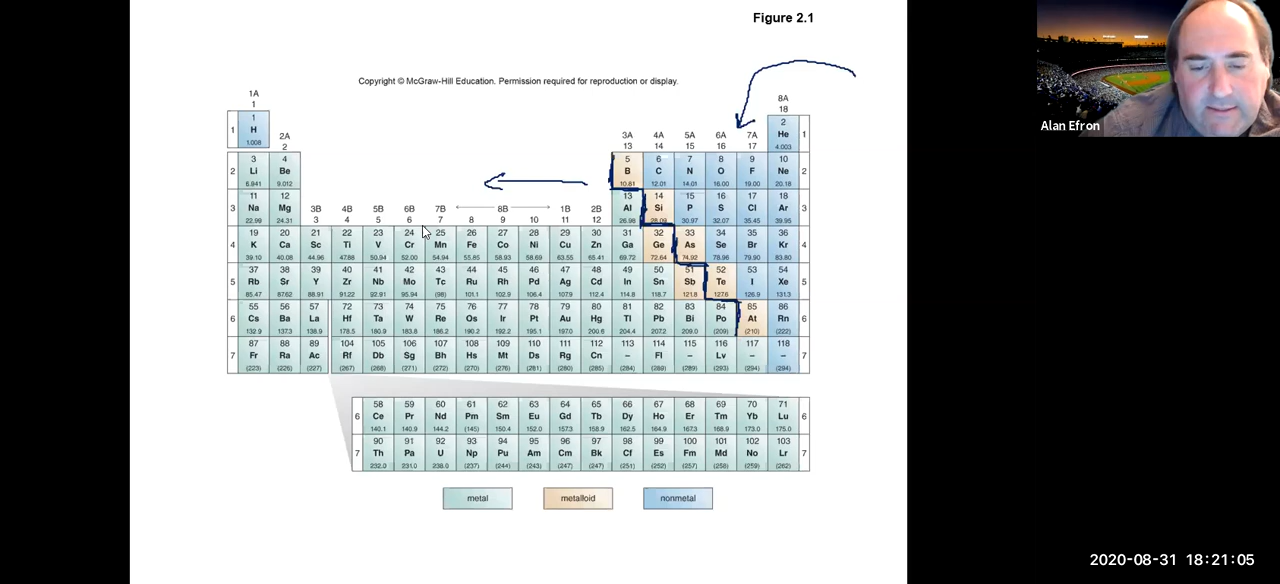 Figure 2.1
Copyright © McGraw-Hill Education. Permission required for reproduction or display.
1A 8A
1 18
1 2
1 H 2A 3A 4A 5A 6A 7A He 1
1.008 2 13 14 15 16 17 4.003
3 4 5 6 7 8 9 10
2 Li Be B C N O F Ne 2
6.941 9.012 10.81 12.01 14.01 16.00 19.00 20.18
11 12 13 14 15 16 17 18
3 Na Mg 3B 4B 5B 6B 7B 8B 1B 2B Al Si P S Cl Ar 3
22.99 24.31 3 4 5 6 7 8 9 10 11 12 26.98 28.09 30.97 32.07 35.45 39.95
19 20 21 22 23 24 25 26 27 28 29 30 31 32 33 34 35 36
4 K Ca Sc Ti V Cr Mn Fe Co Ni Cu Zn Ga Ge As Se Br Kr 4
39.10 40.08 44.96 47.88 50.94 52.00 54.94 55.85 58.93 58.69 63.55 65.41 69.72 72.64 74.92 78.96 79.90 83.80
37 38 39 40 41 42 43 44 45 46 47 48 49 50 51 52 53 54
5 Rb Sr Y Zr Nb Mo Tc Ru Rh Pd Ag Cd In Sn Sb Te I Xe 5
85.47 87.62 88.91 91.22 92.91 95.94 (98) 101.1 102.9 106.4 107.9 112.4 114.8 118.7 121.8 127.6 126.9 131.3
55 56 57 72 73 74 75 76 77 78 79 80 81 82 83 84 85 86
6 Cs Ba La Hf Ta W Re Os Ir Pt Au Hg Tl Pb Bi Po At Rn 6
132.9 137.3 138.9 178.5 180.9 183.8 186.2 190.2 192.2 195.1 197.0 200.6 204.4 207.2 209.0 (209) (210) (222)
87 88 89 104 105 106 107 108 109 110 111 112 113 114 115 116 117 118
7 Fr Ra Ac Rf Db Sg Bh Hs Mt Ds Rg Cn – Fl – Lv – – 7
(223) (226) (227) (267) (268) (271) (272) (270) (276) (281) (280) (285) (284) (289) (289) (293) (294) (294)
58 59 60 61 62 63 64 65 66 67 68 69 70 71
6 Ce Pr Nd Pm Sm Eu Gd Tb Dy Ho Er Tm Yb Lu 6
140.1 140.9 144.2 (145) 150.4 152.0 157.3 158.9 162.5 164.9 167.3 168.9 173.0 175.0
90 91 92 93 94 95 96 97 98 99 100 101 102 103
7 Th Pa U Np Pu Am Cm Bk Cf Es Fm Md No Lr 7
232.0 231.0 238.0 (237) (244) (243) (247) (247) (251) (252) (257) (258) (259) (262)
metal metalloid nonmetal
Alan Efron
2020-08-31 18:21:05